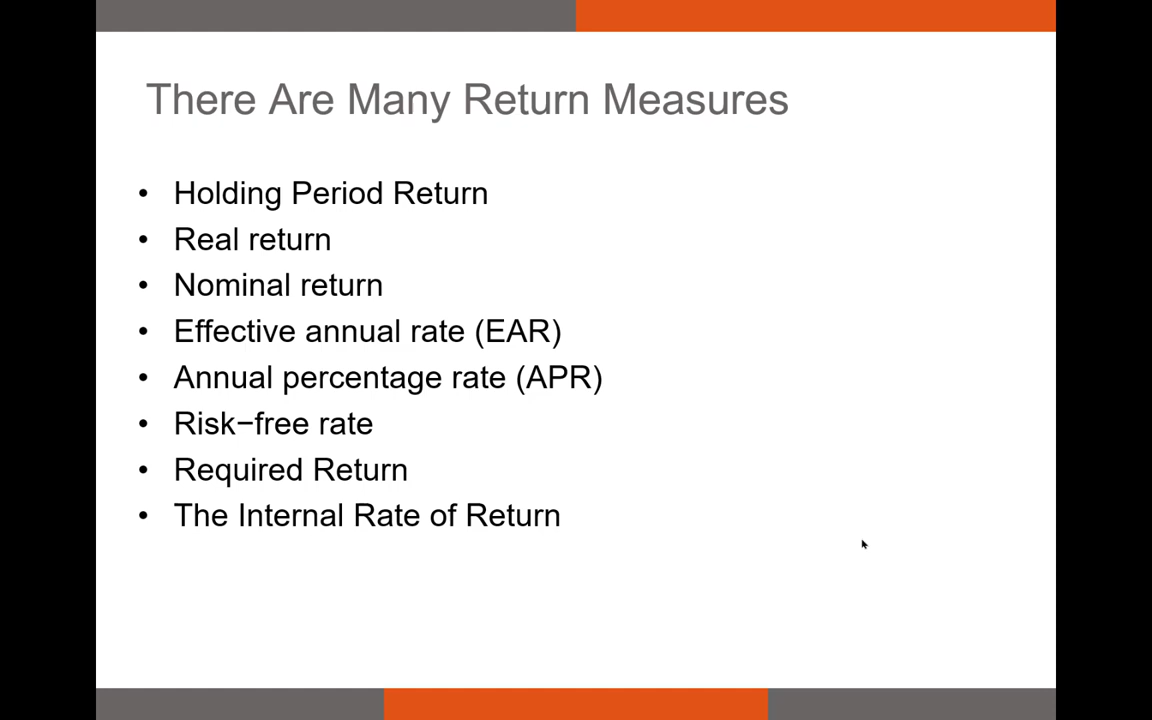 There Are Many Return Measures
• Holding Period Return
• Real return
• Nominal return
• Effective annual rate (EAR)
• Annual percentage rate (APR)
• Risk−free rate
• Required Return
• The Internal Rate of Return